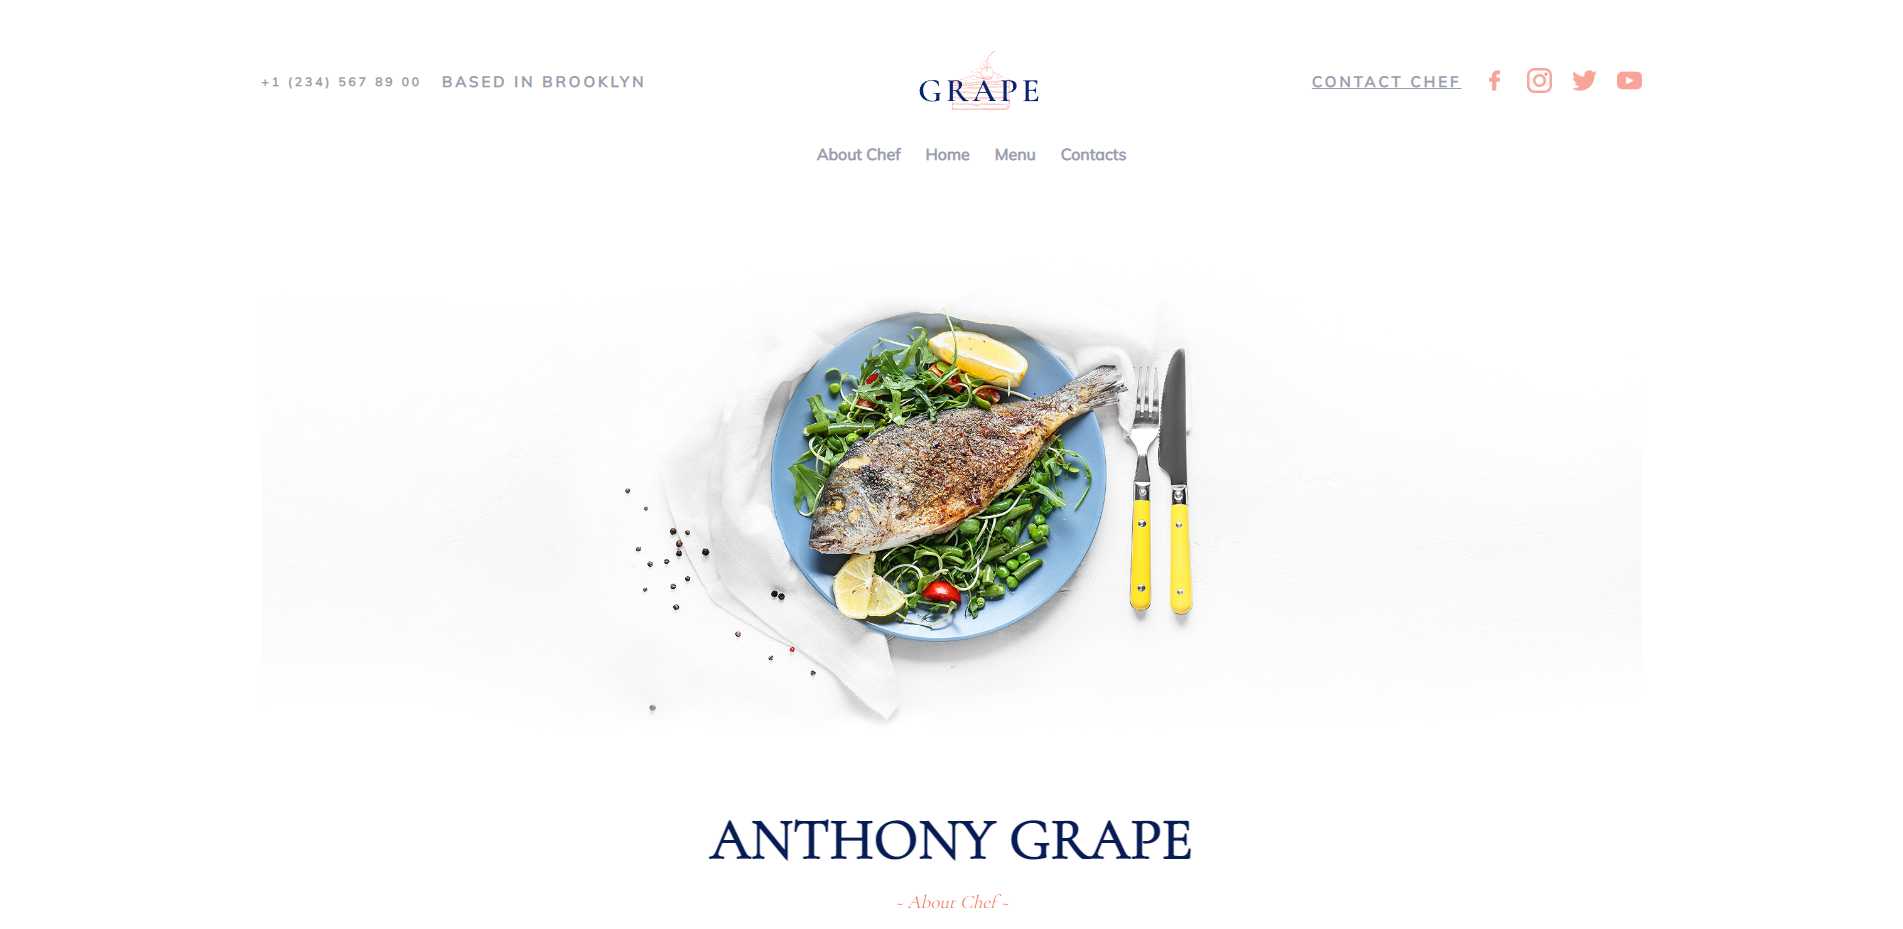 +1 (234) 567 89 00 BASED IN BROOKLYN
GRAPE
CONTACT CHEF
About Chef Home Menu Contacts
ANTHONY GRAPE
~ About Chef ~